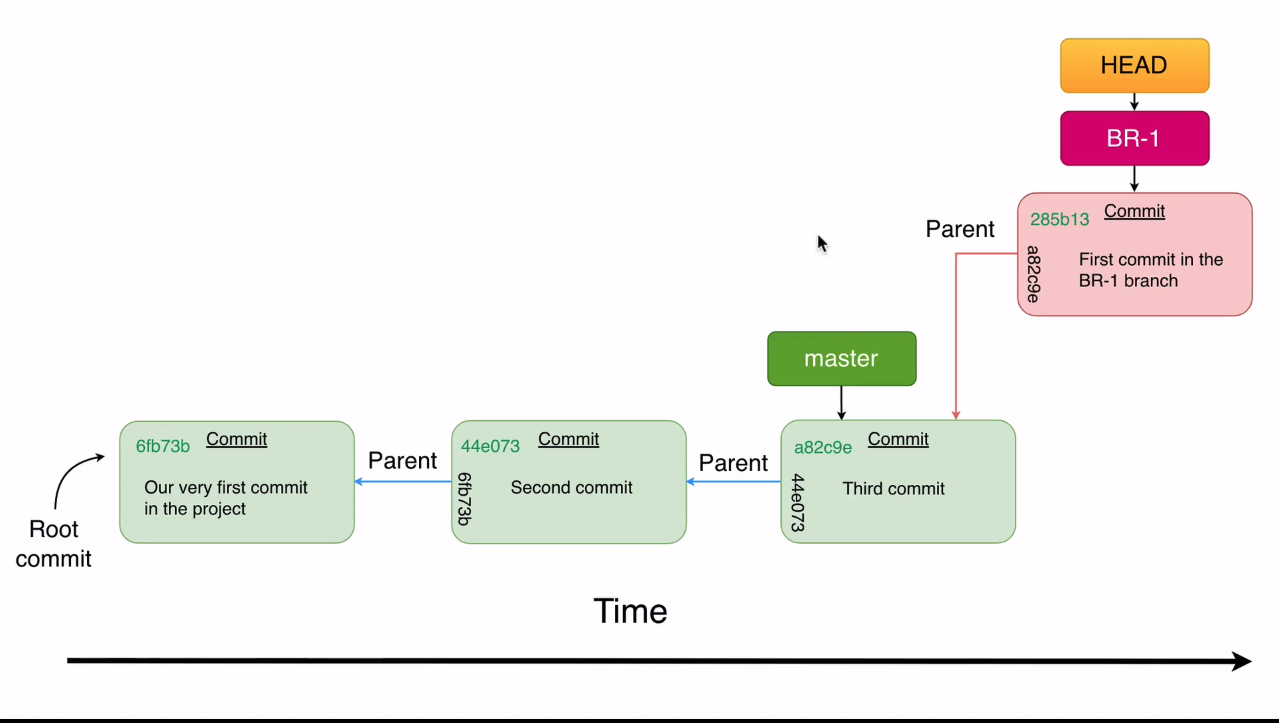 HEAD
BR-1
285b13
Commit
Parent
a82c9e
First commit in the
BR-1 branch
master
6fb73b
Commit
Our very first commit
in the project
Parent
44e073
Commit
6fb73b
Second commit
Parent
a82c9e
Commit
44e073
Third commit
Root
commit
Time